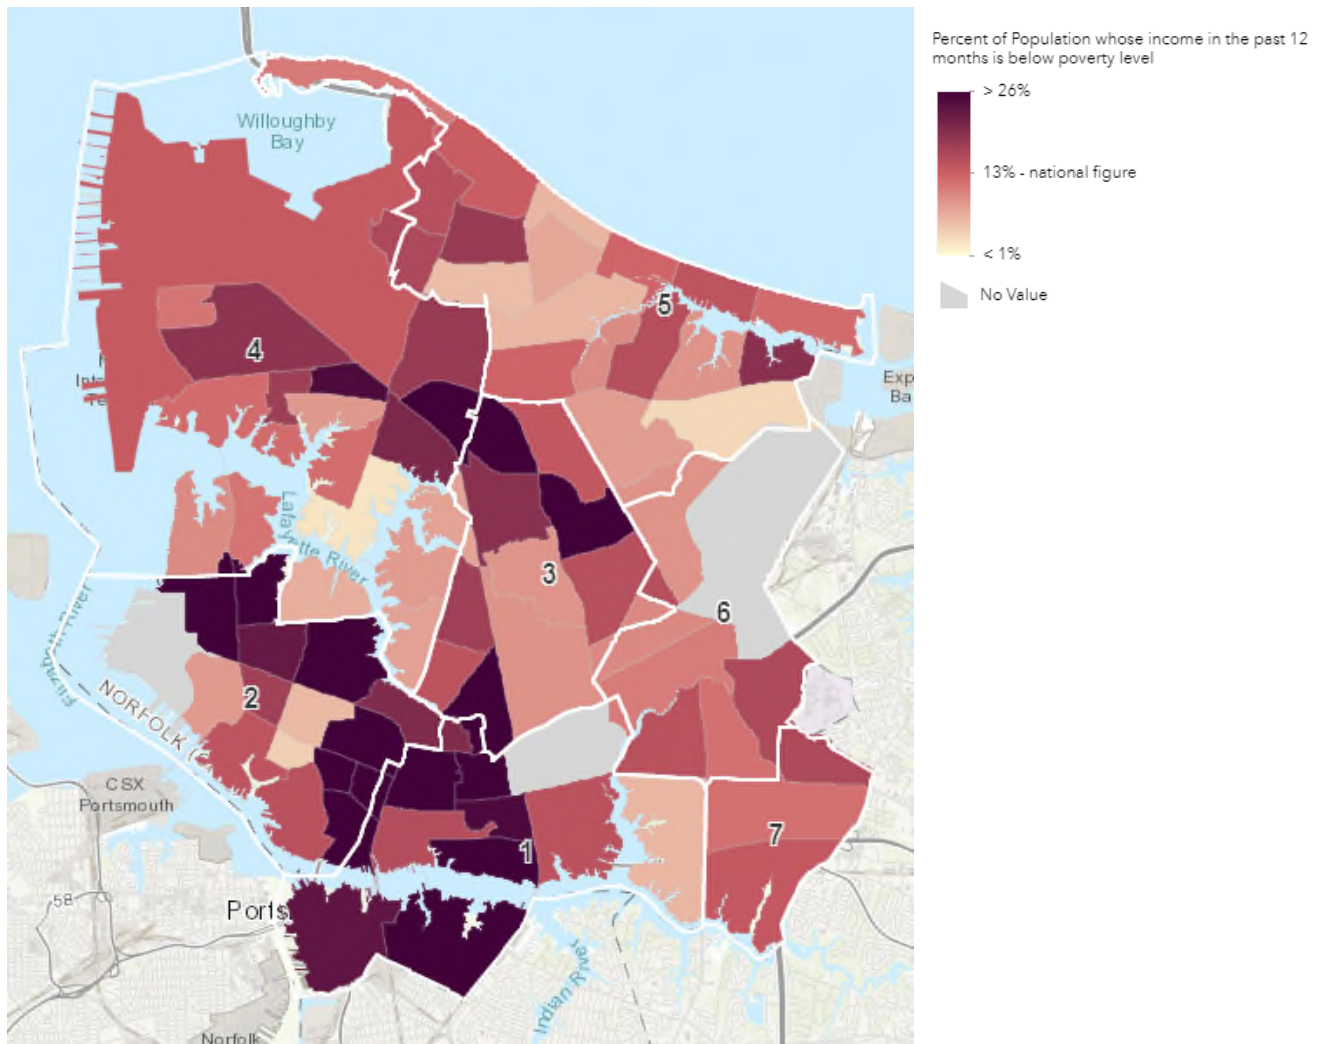 Percent of Population whose income in the past 12
months is below poverty level
> 26%
13% - national figure
< 1%
No Value
Willoughby
Bay
5
4
Exp
Ba
Lafayette River
3
6
2
NORFOLK (
CSX
Portsmouth
7
1
58
Ports
Indian River
Norfolk